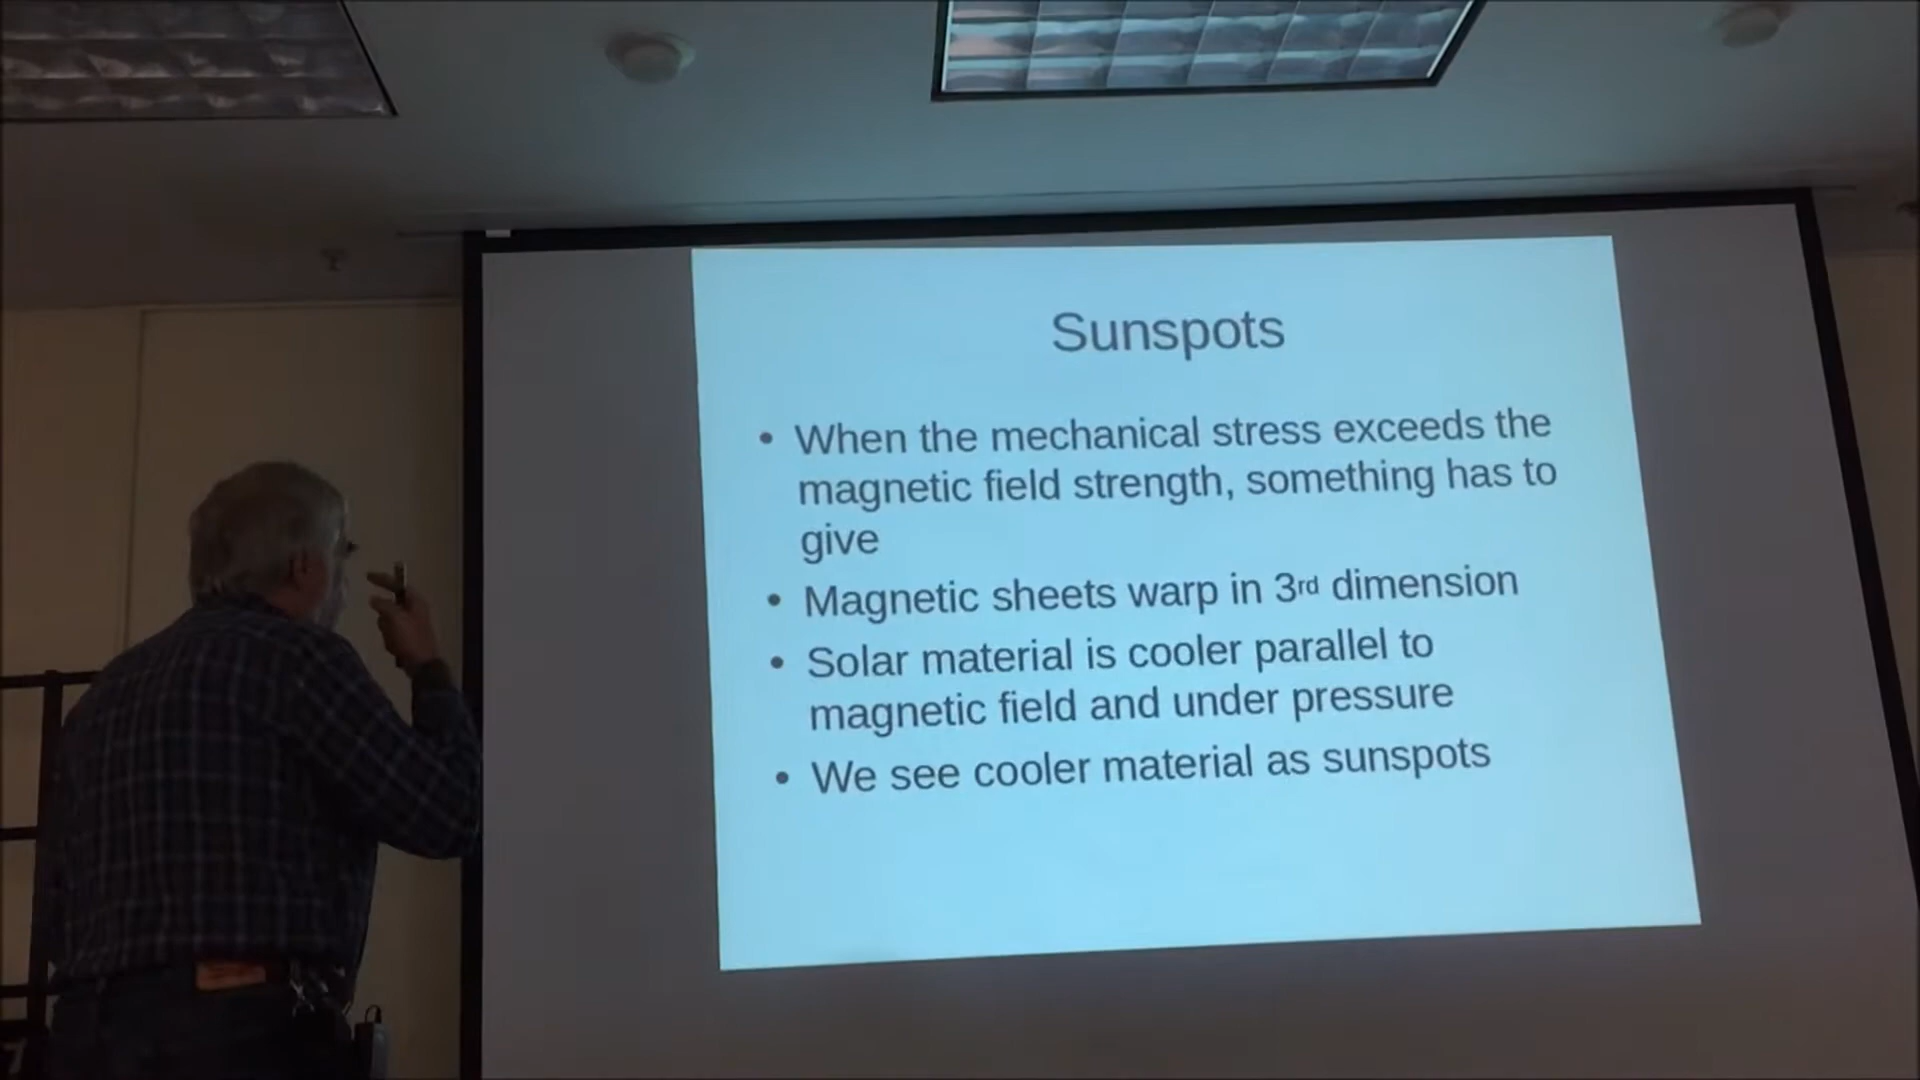 Sunspots
• When the mechanical stress exceeds the
magnetic field strength, something has to
give
• Magnetic sheets warp in 3rd dimension
• Solar material is cooler parallel to
magnetic field and under pressure
• We see cooler material as sunspots